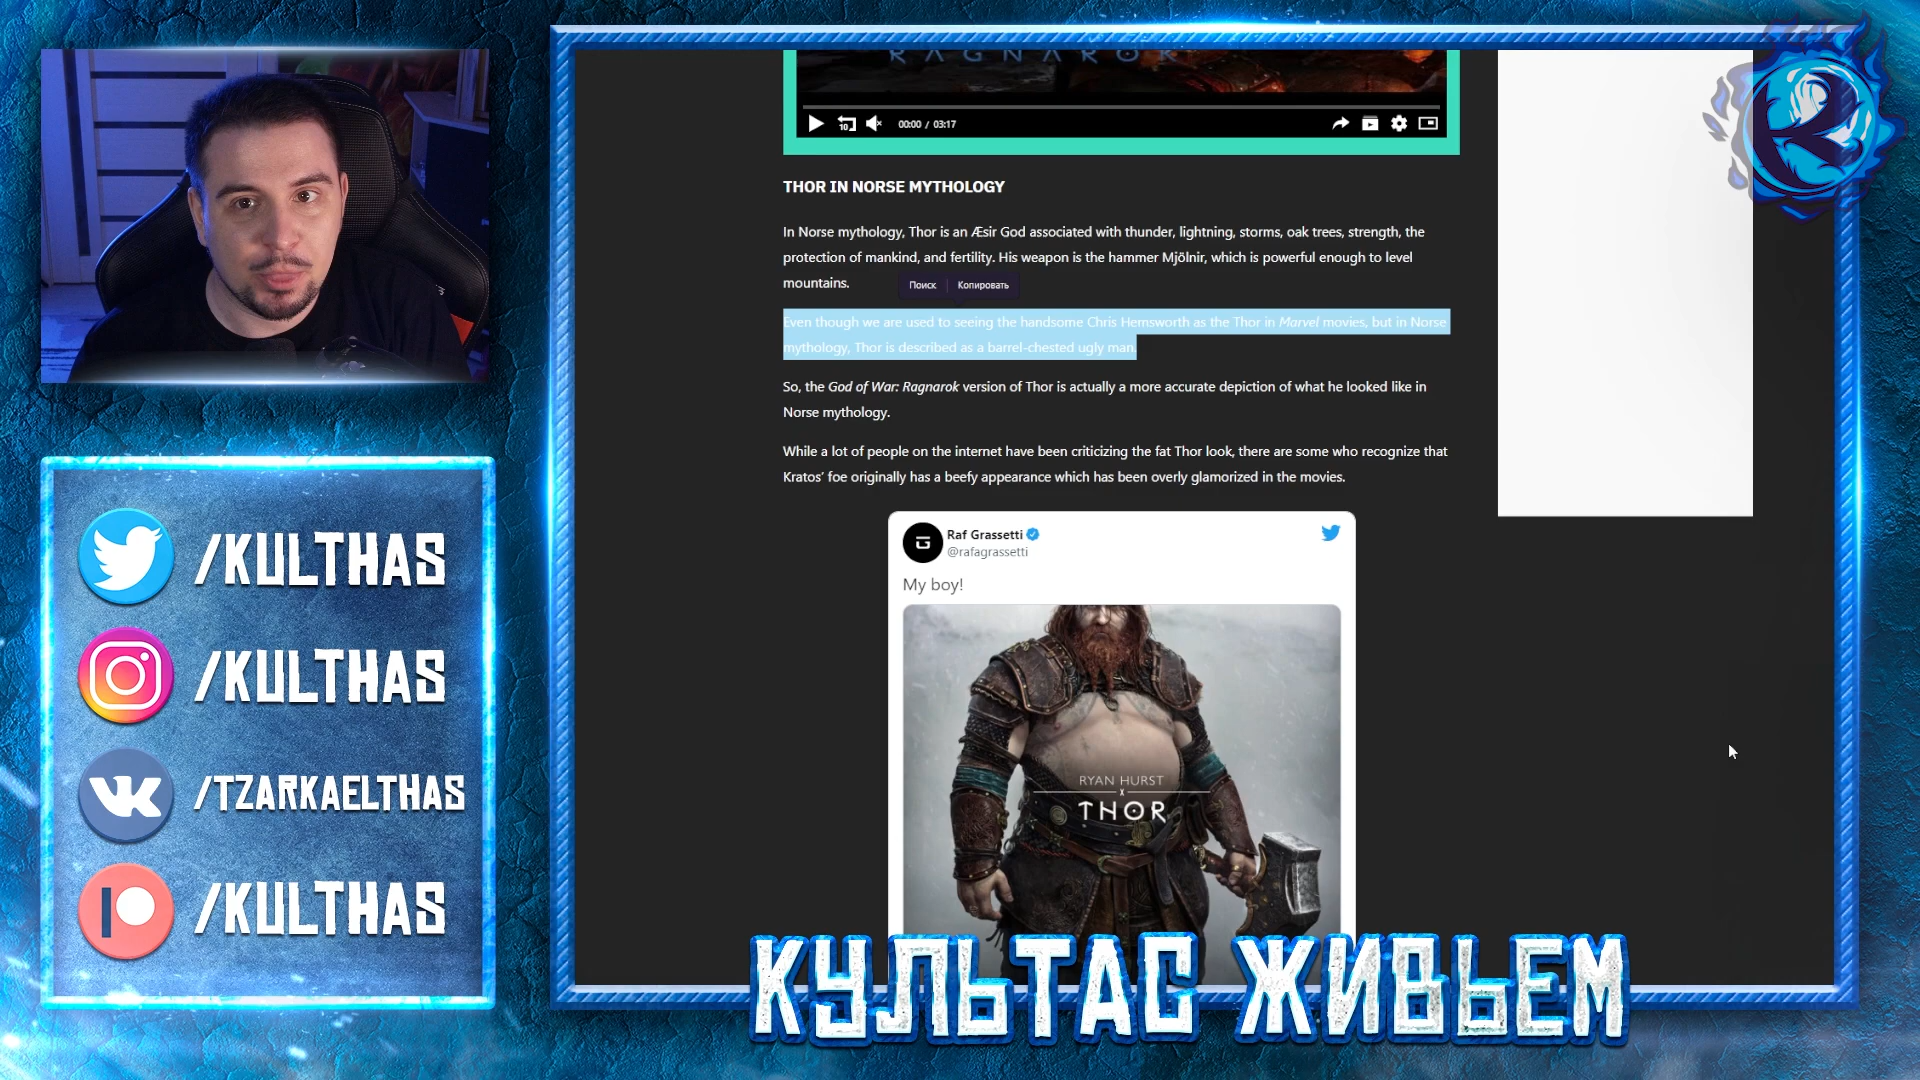 RAGNAROK
10
00:00 / 03:17
THOR IN NORSE MYTHOLOGY
In Norse mythology, Thor is an Æsir God associated with thunder, lightning, storms, oak trees, strength, the
protection of mankind, and fertility. His weapon is the hammer Mjölnir, which is powerful enough to level
mountains.
Поиск
Копировать
Even though we are used to seeing the handsome Chris Hemsworth as the Thor in Marvel movies, but in Norse
mythology, Thor is described as a barrel-chested ugly man.
So, the God of War: Ragnarok version of Thor is actually a more accurate depiction of what he looked like in
Norse mythology.
While a lot of people on the internet have been criticizing the fat Thor look, there are some who recognize that
Kratos’ foe originally has a beefy appearance which has been overly glamorized in the movies.
Raf Grassetti
@rafagrassetti
My boy!
RYAN HURST
X
THOR
/KULTHAS
/KULTHAS
/TZARKAELTHAS
/KULTHAS
КУЛЬТАС ЖИВЬЕМ